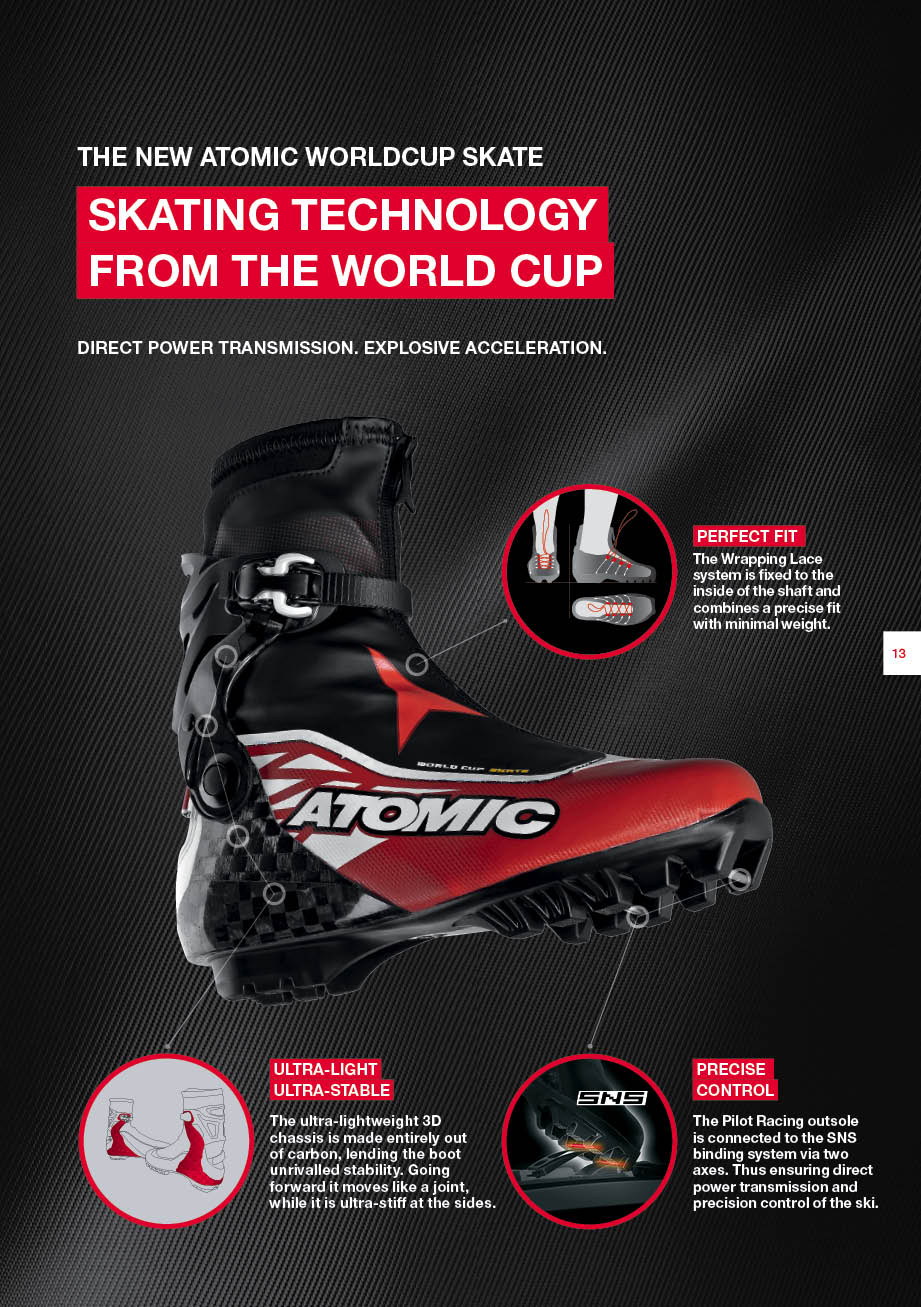 THE NEW ATOMIC WORLDCUP SKATE
SKATING TECHNOLOGY
FROM THE WORLD CUP
DIRECT POWER TRANSMISSION. EXPLOSIVE ACCELERATION.
PERFECT FIT
The Wrapping Lace
system is fixed to the
inside of the shaft and
combines a precise fit
with minimal weight.
13
WORLD CUP SKATE
ATOMIC
ULTRA-LIGHT
ULTRA-STABLE
The ultra-lightweight 3D
chassis is made entirely out
of carbon, lending the boot
unrivalled stability. Going
forward it moves like a joint,
while it is ultra-stiff at the sides.
SNS
PRECISE
CONTROL
The Pilot Racing outsole
is connected to the SNS
binding system via two
axes. Thus ensuring direct
power transmission and
precision control of the ski.